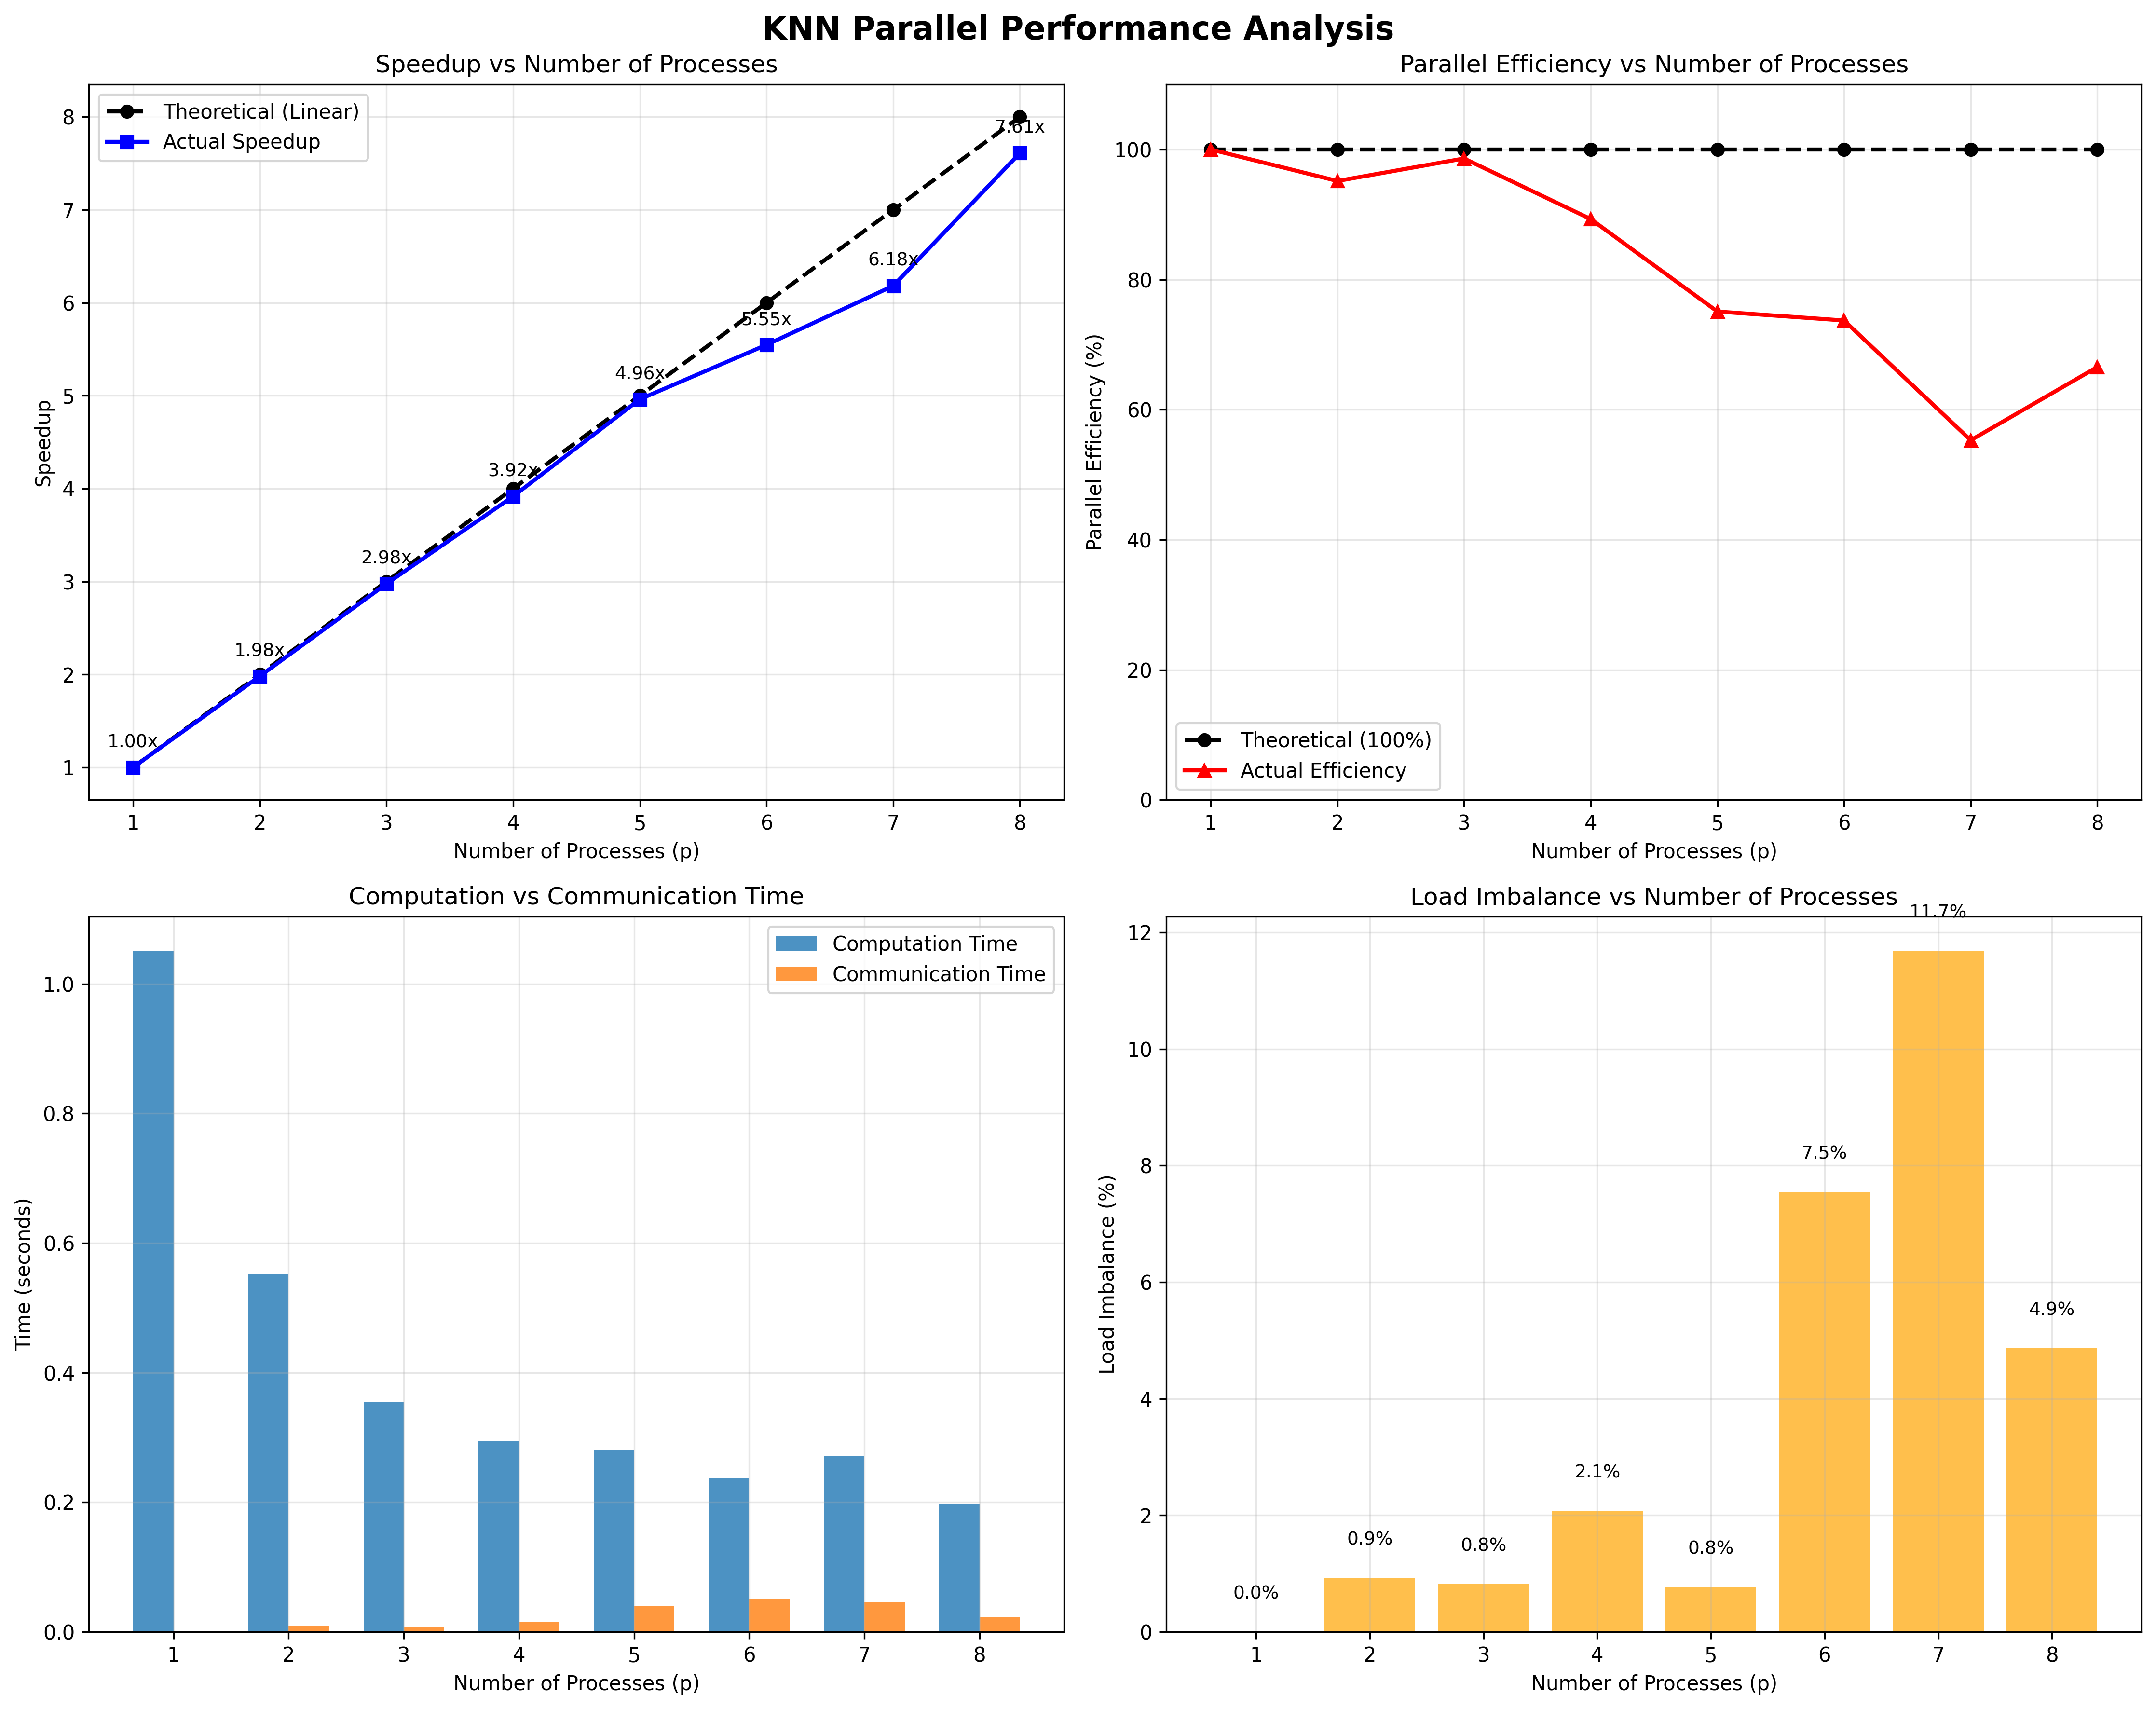 KNN Parallel Performance Analysis
Speedup vs Number of Processes
Theoretical (Linear)
Actual Speedup
Speedup
8
7
6
5
4
3
2
1
1.00x
1.98x
2.98x
3.92x
4.96x
5.55x
6.18x
7.61x
1 2 3 4 5 6 7 8
Number of Processes (p)
Parallel Efficiency vs Number of Processes
Parallel Efficiency (%)
100
80
60
40
20
0
Theoretical (100%)
Actual Efficiency
1 2 3 4 5 6 7 8
Number of Processes (p)
Computation vs Communication Time
Computation Time
Communication Time
Time (seconds)
1.0
0.8
0.6
0.4
0.2
0.0
1 2 3 4 5 6 7 8
Number of Processes (p)
Load Imbalance vs Number of Processes
Load Imbalance (%)
12
10
8
6
4
2
0
0.0%
0.9%
0.8%
2.1%
0.8%
7.5%
11.7%
4.9%
1 2 3 4 5 6 7 8
Number of Processes (p)